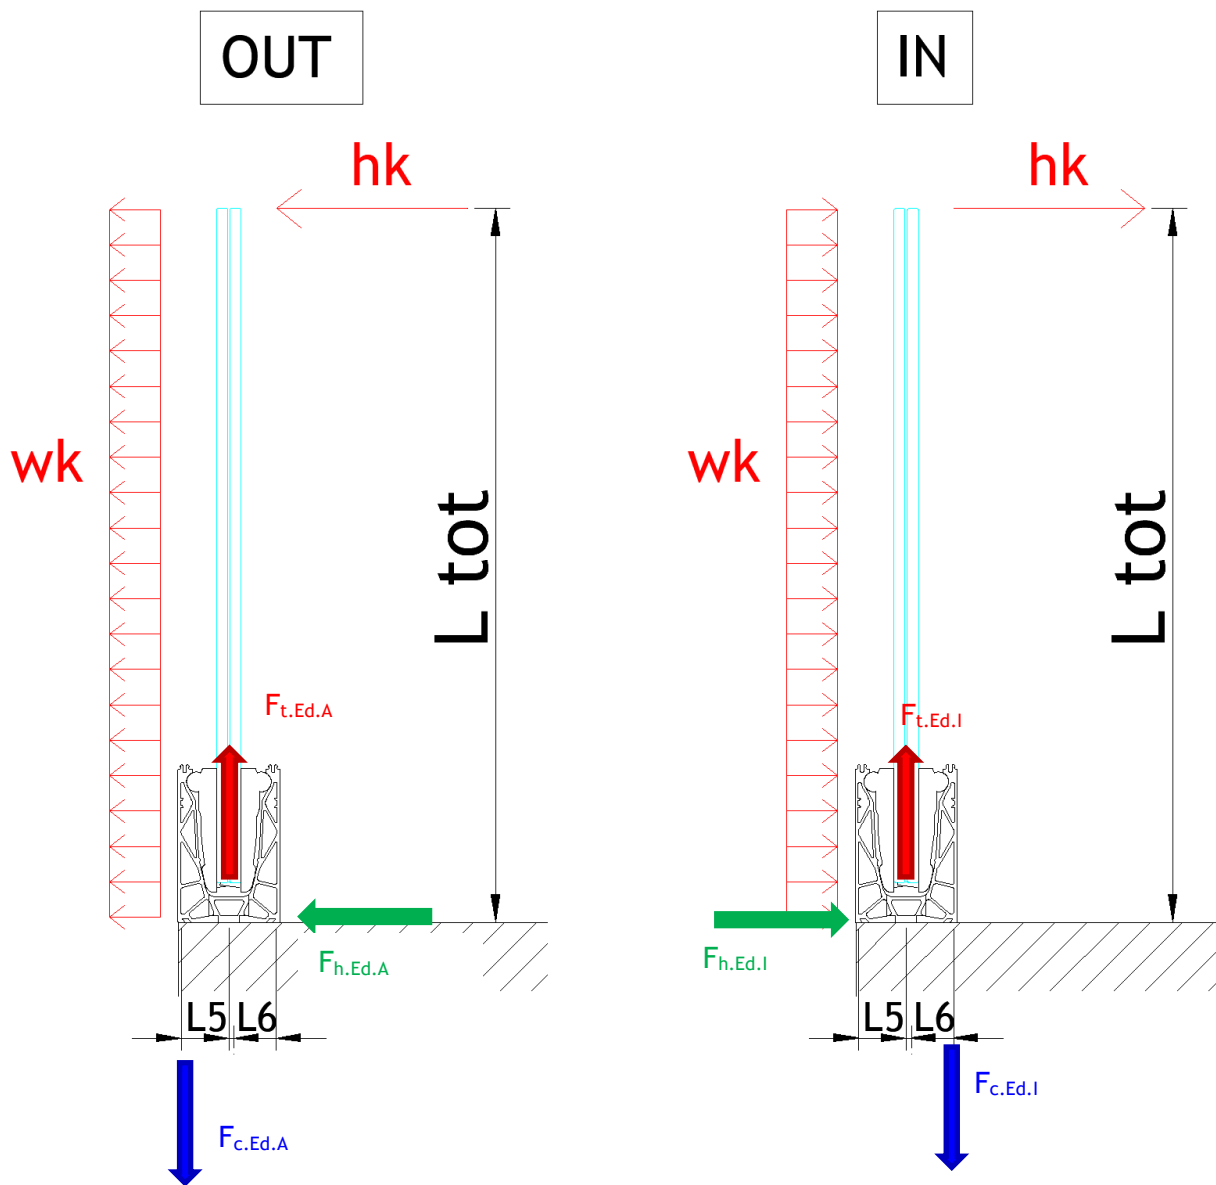 OUT
IN
hk
hk
wk
wk
L tot
L tot
Ft.Ed.A
Ft.Ed.I
Fh.Ed.A
Fh.Ed.I
L5 L6
L5 L6
Fc.Ed.A
Fc.Ed.I